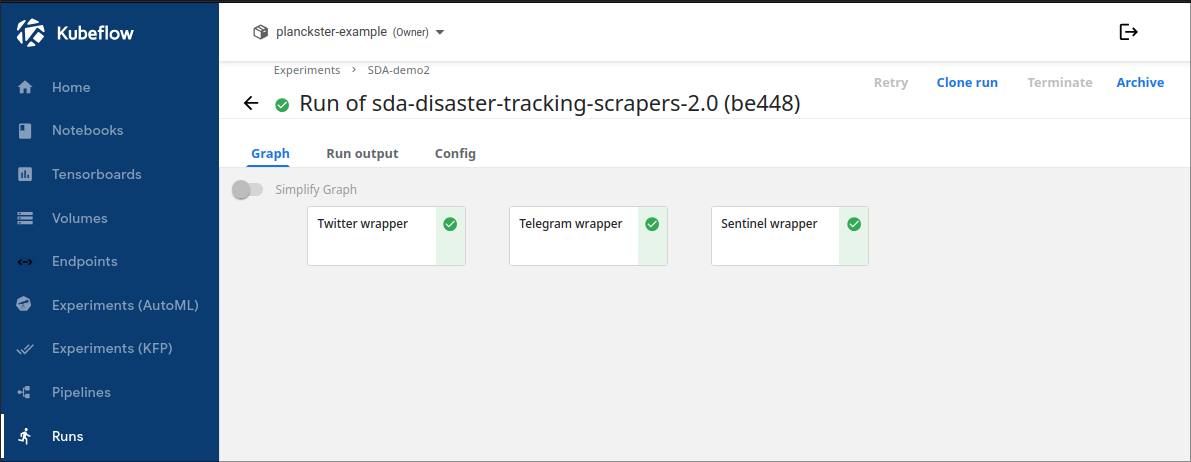 Kubeflow
planckster-example (Owner)
Home
Notebooks
Tensorboards
Volumes
Endpoints
Experiments (AutoML)
Experiments (KFP)
Pipelines
Runs
Experiments > SDA-demo2
Run of sda-disaster-tracking-scrapers-2.0 (be448)
Retry Clone run Terminate Archive
Graph Run output Config
Simplify Graph
Twitter wrapper Telegram wrapper Sentinel wrapper